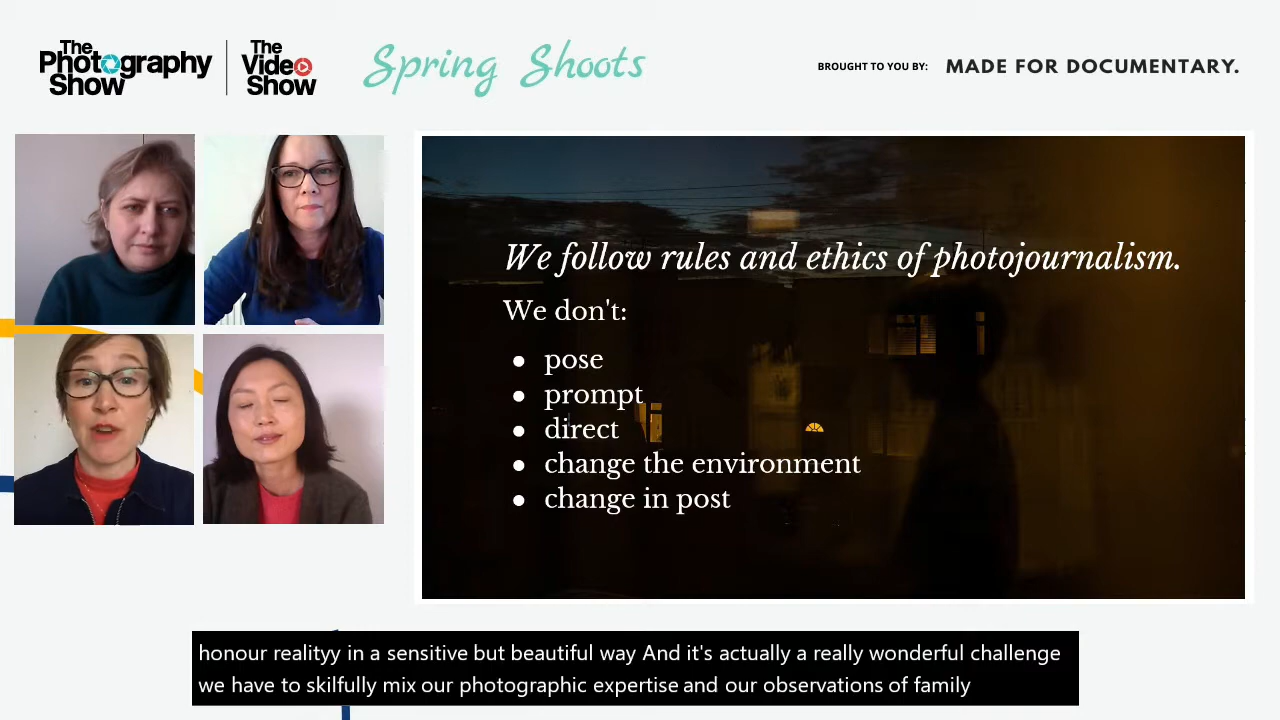 The
Photography
Show
The
Video
Show
Spring Shoots
BROUGHT TO YOU BY:
MADE FOR DOCUMENTARY.
We follow rules and ethics of photojournalism.
We don't:
● pose
● prompt
● direct
● change the environment
● change in post
honour realityy in a sensitive but beautiful way And it's actually a really wonderful challenge
we have to skilfully mix our photographic expertise and our observations of family